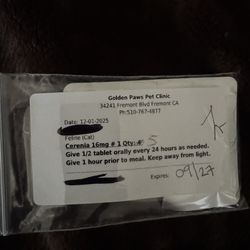 Golden Paws Pet Clinic
34241 Fremont Blvd Fremont CA
Ph:510-767-4877
Date: 12-01-2025
Feline (Cat)
Cerenia 16mg # 1 Qty: 5
Give 1/2 tablet orally every 24 hours as needed.
Give 1 hour prior to meal. Keep away from light.
Expires: 09/27